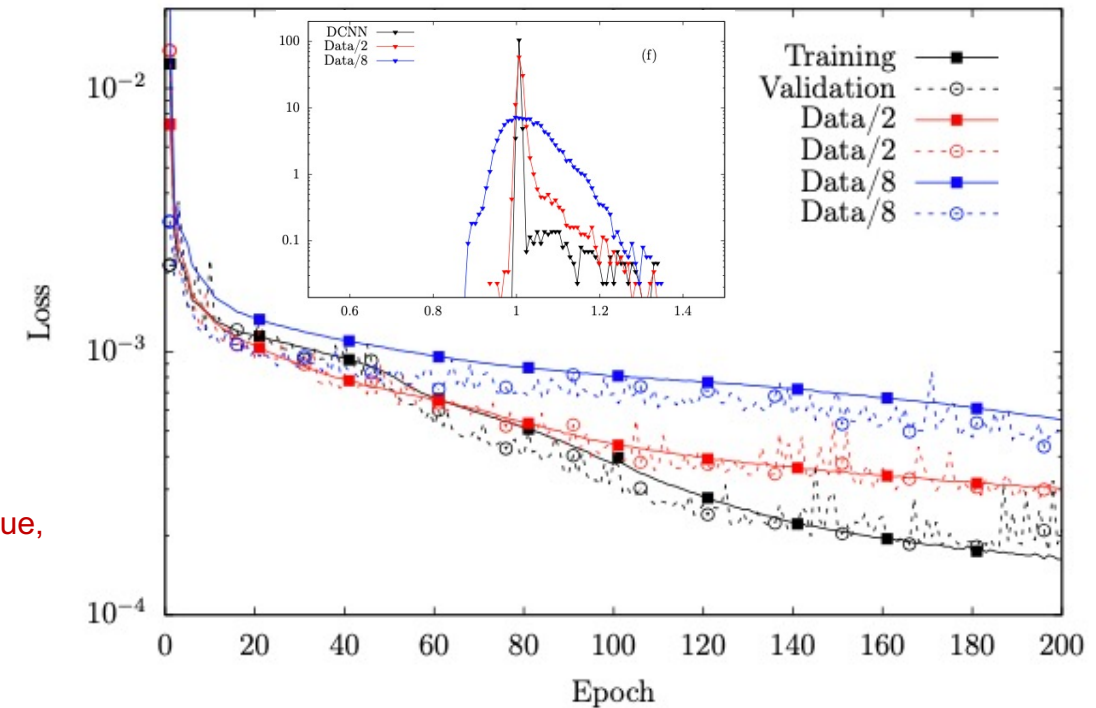 DCNN
Data/2
Data/8
(f)
100
10
1
0.1
0.6 0.8 1 1.2 1.4
Training
Validation
Data/2
Data/2
Data/8
Data/8
10⁻²
10⁻³
10⁻⁴
Loss
ue,
0 20 40 60 80 100 120 140 160 180 200
Epoch